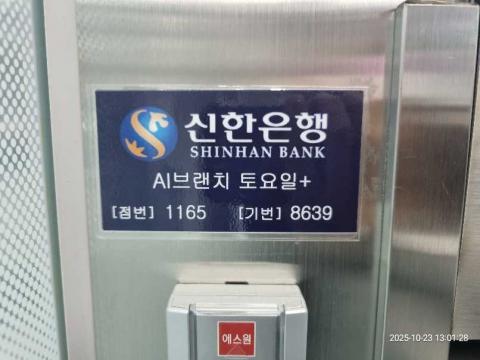 신한은행
SHINHAN BANK
AI브랜치 토요일+
[점번] 1165 [기번] 8639
에스원
2025-10-23 13:01:28